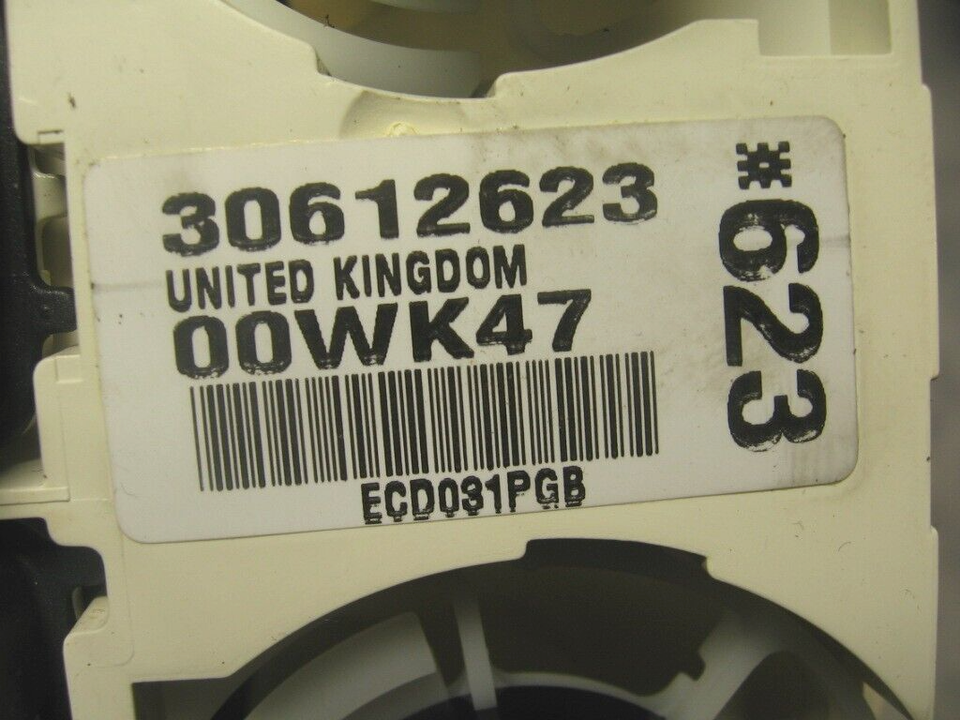 30612623
UNITED KINGDOM
00WK47
ECD031PGB
*623